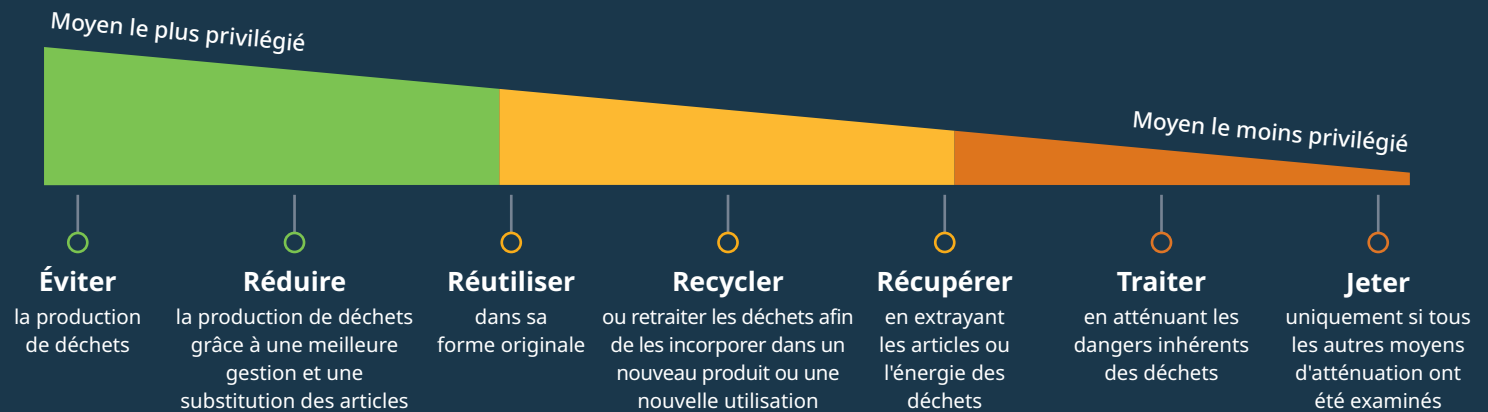 Moyen le plus privilégié
Moyen le moins privilégié
Éviter
la production
de déchets
Réduire
la production de déchets
grâce à une meilleure
gestion et une
substitution des articles
Réutiliser
dans sa
forme originale
Recycler
ou retraiter les déchets afin
de les incorporer dans un
nouveau produit ou une
nouvelle utilisation
Récupérer
en extrayant
les articles ou
l'énergie des
déchets
Traiter
en atténuant les
dangers inhérents
des déchets
Jeter
uniquement si tous
les autres moyens
d'atténuation ont
été examinés